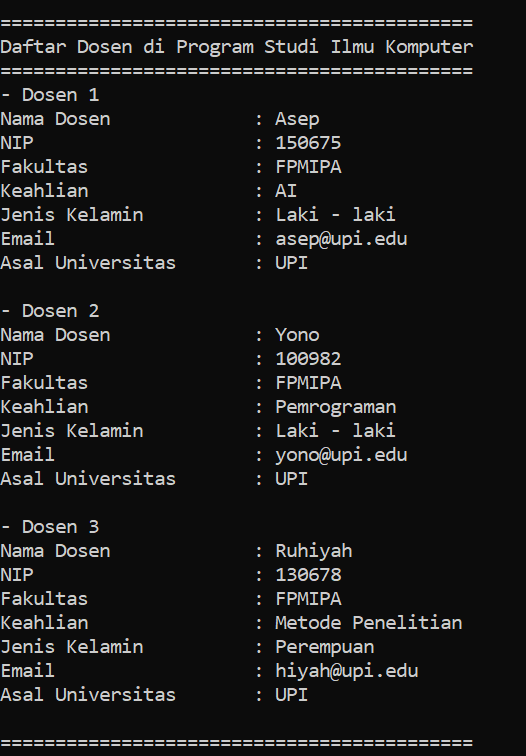 ===========================================
Daftar Dosen di Program Studi Ilmu Komputer
===========================================
- Dosen 1
Nama Dosen             : Asep
NIP                    : 150675
Fakultas               : FPMIPA
Keahlian               : AI
Jenis Kelamin          : Laki - laki
Email                  : asep@upi.edu
Asal Universitas       : UPI

- Dosen 2
Nama Dosen             : Yono
NIP                    : 100982
Fakultas               : FPMIPA
Keahlian               : Pemrograman
Jenis Kelamin          : Laki - laki
Email                  : yono@upi.edu
Asal Universitas       : UPI

- Dosen 3
Nama Dosen             : Ruhiyah
NIP                    : 130678
Fakultas               : FPMIPA
Keahlian               : Metode Penelitian
Jenis Kelamin          : Perempuan
Email                  : hiyah@upi.edu
Asal Universitas       : UPI

===========================================